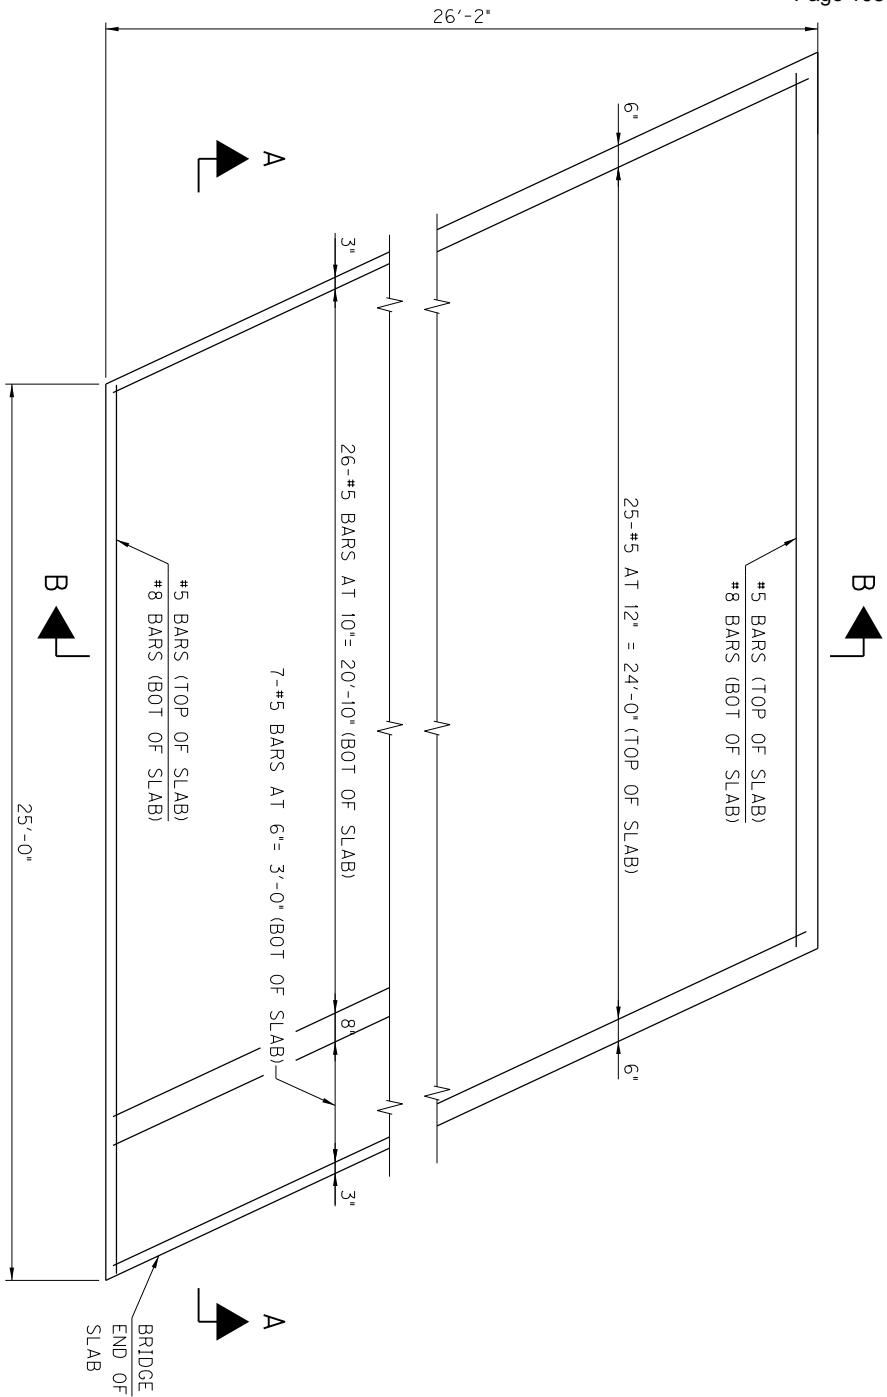 Page 163
26'-2"
6"
25-#5 AT 12" = 24'-0" (TOP OF SLAB)
6"
#5 BARS (TOP OF SLAB)
#8 BARS (BOT OF SLAB)
B
B
A
A
3"
26-#5 BARS AT 10"= 20'-10" (BOT OF SLAB)
8"
7-#5 BARS AT 6"= 3'-0" (BOT OF SLAB)
3"
#5 BARS (TOP OF SLAB)
#8 BARS (BOT OF SLAB)
25'-0"
BRIDGE
END OF
SLAB